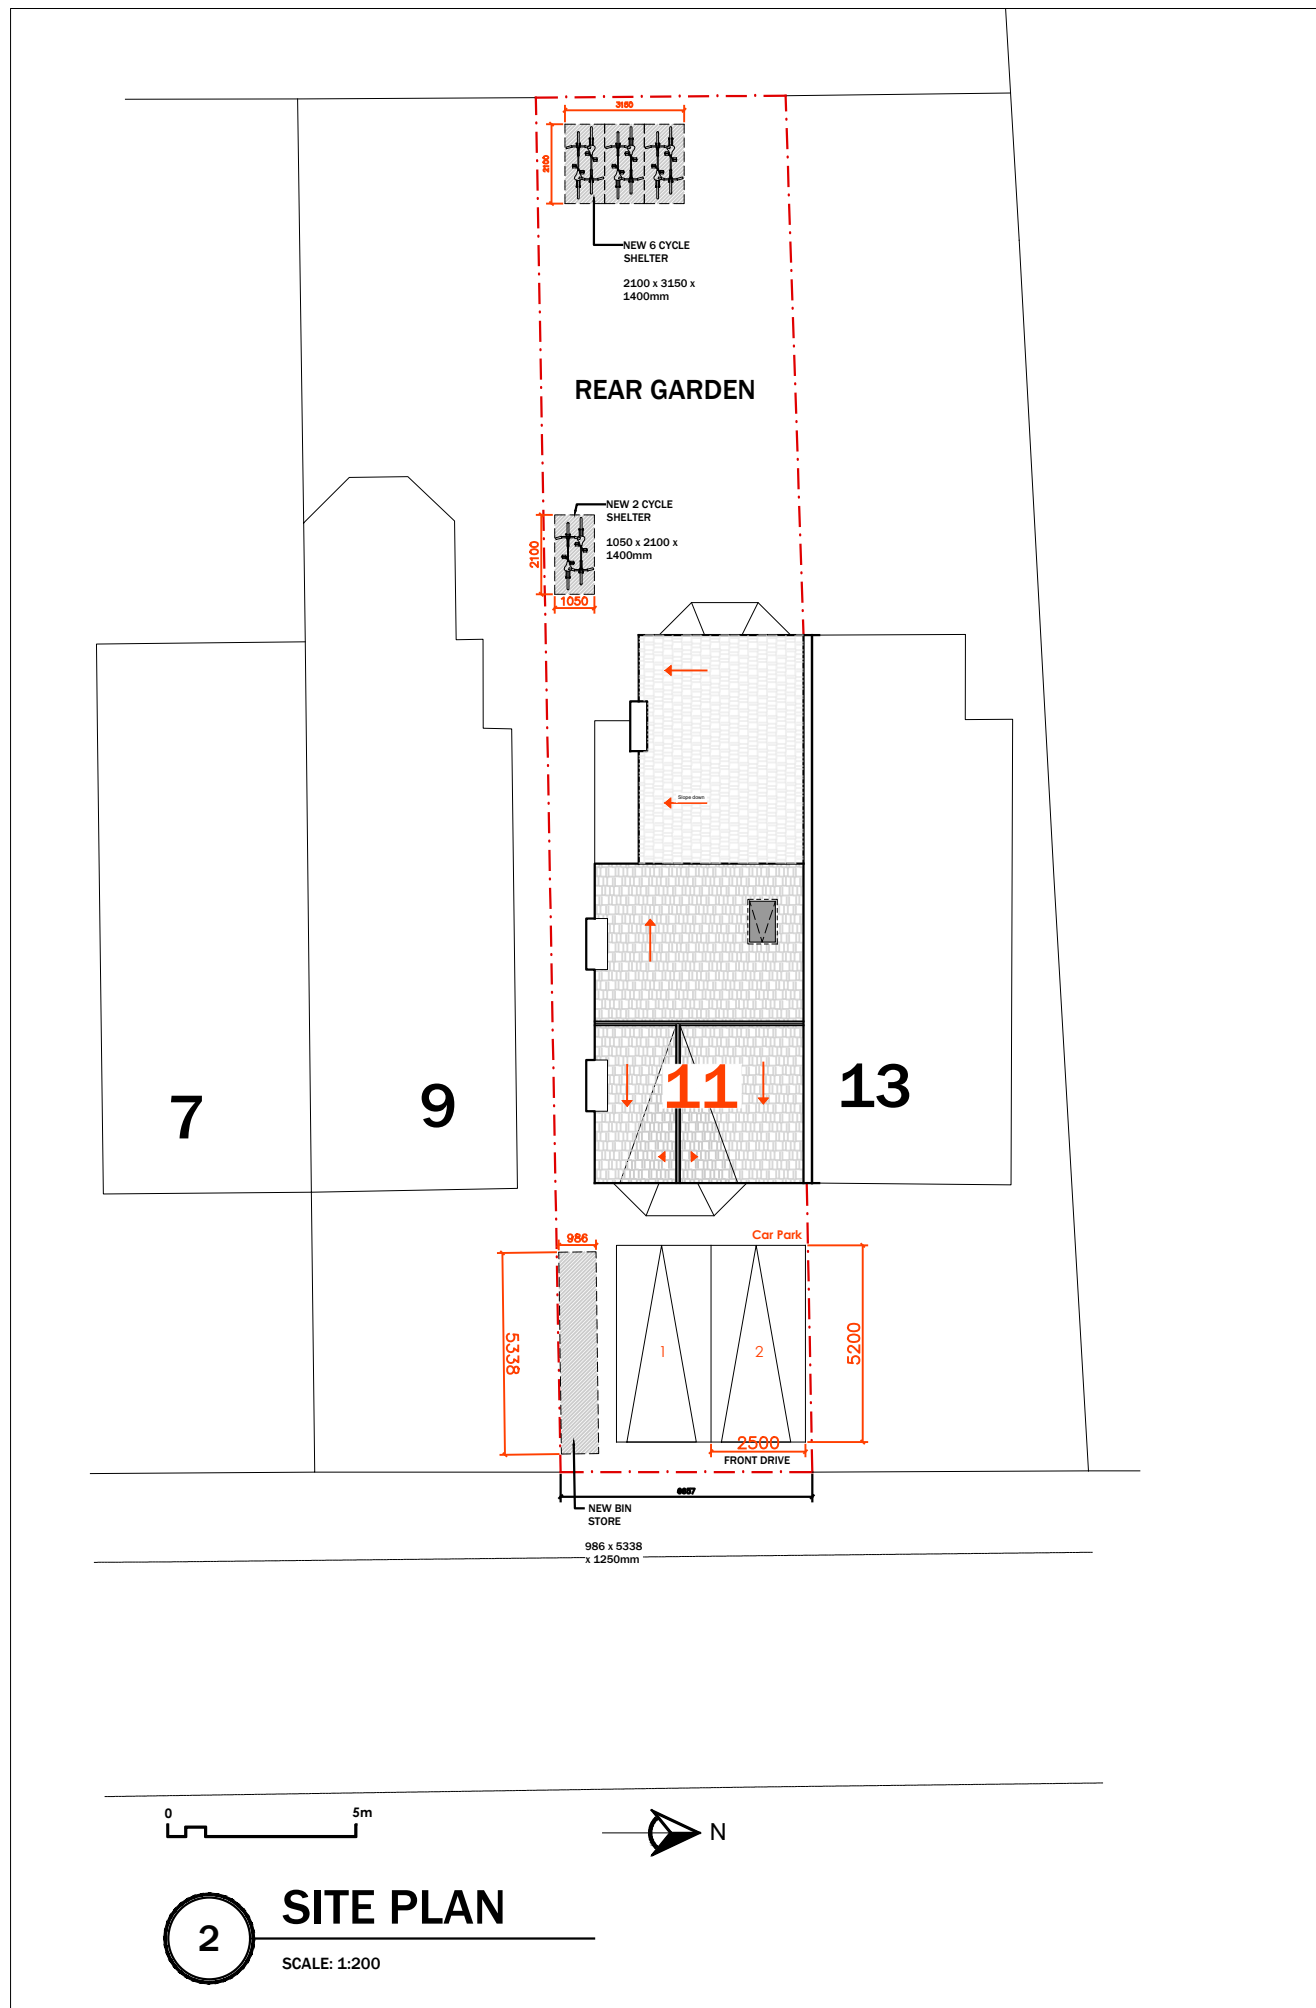 3150
2100
NEW 6 CYCLE
SHELTER
2100 x 3150 x
1400mm
REAR GARDEN
NEW 2 CYCLE
SHELTER
1050 x 2100 x
1400mm
2100
1050
Slope down
7
9
11
13
986
Car Park
5338
1
2
5200
2500
FRONT DRIVE
6657
NEW BIN
STORE
986 x 5338
x 1250mm
0
5m
N
2
SITE PLAN
SCALE: 1:200